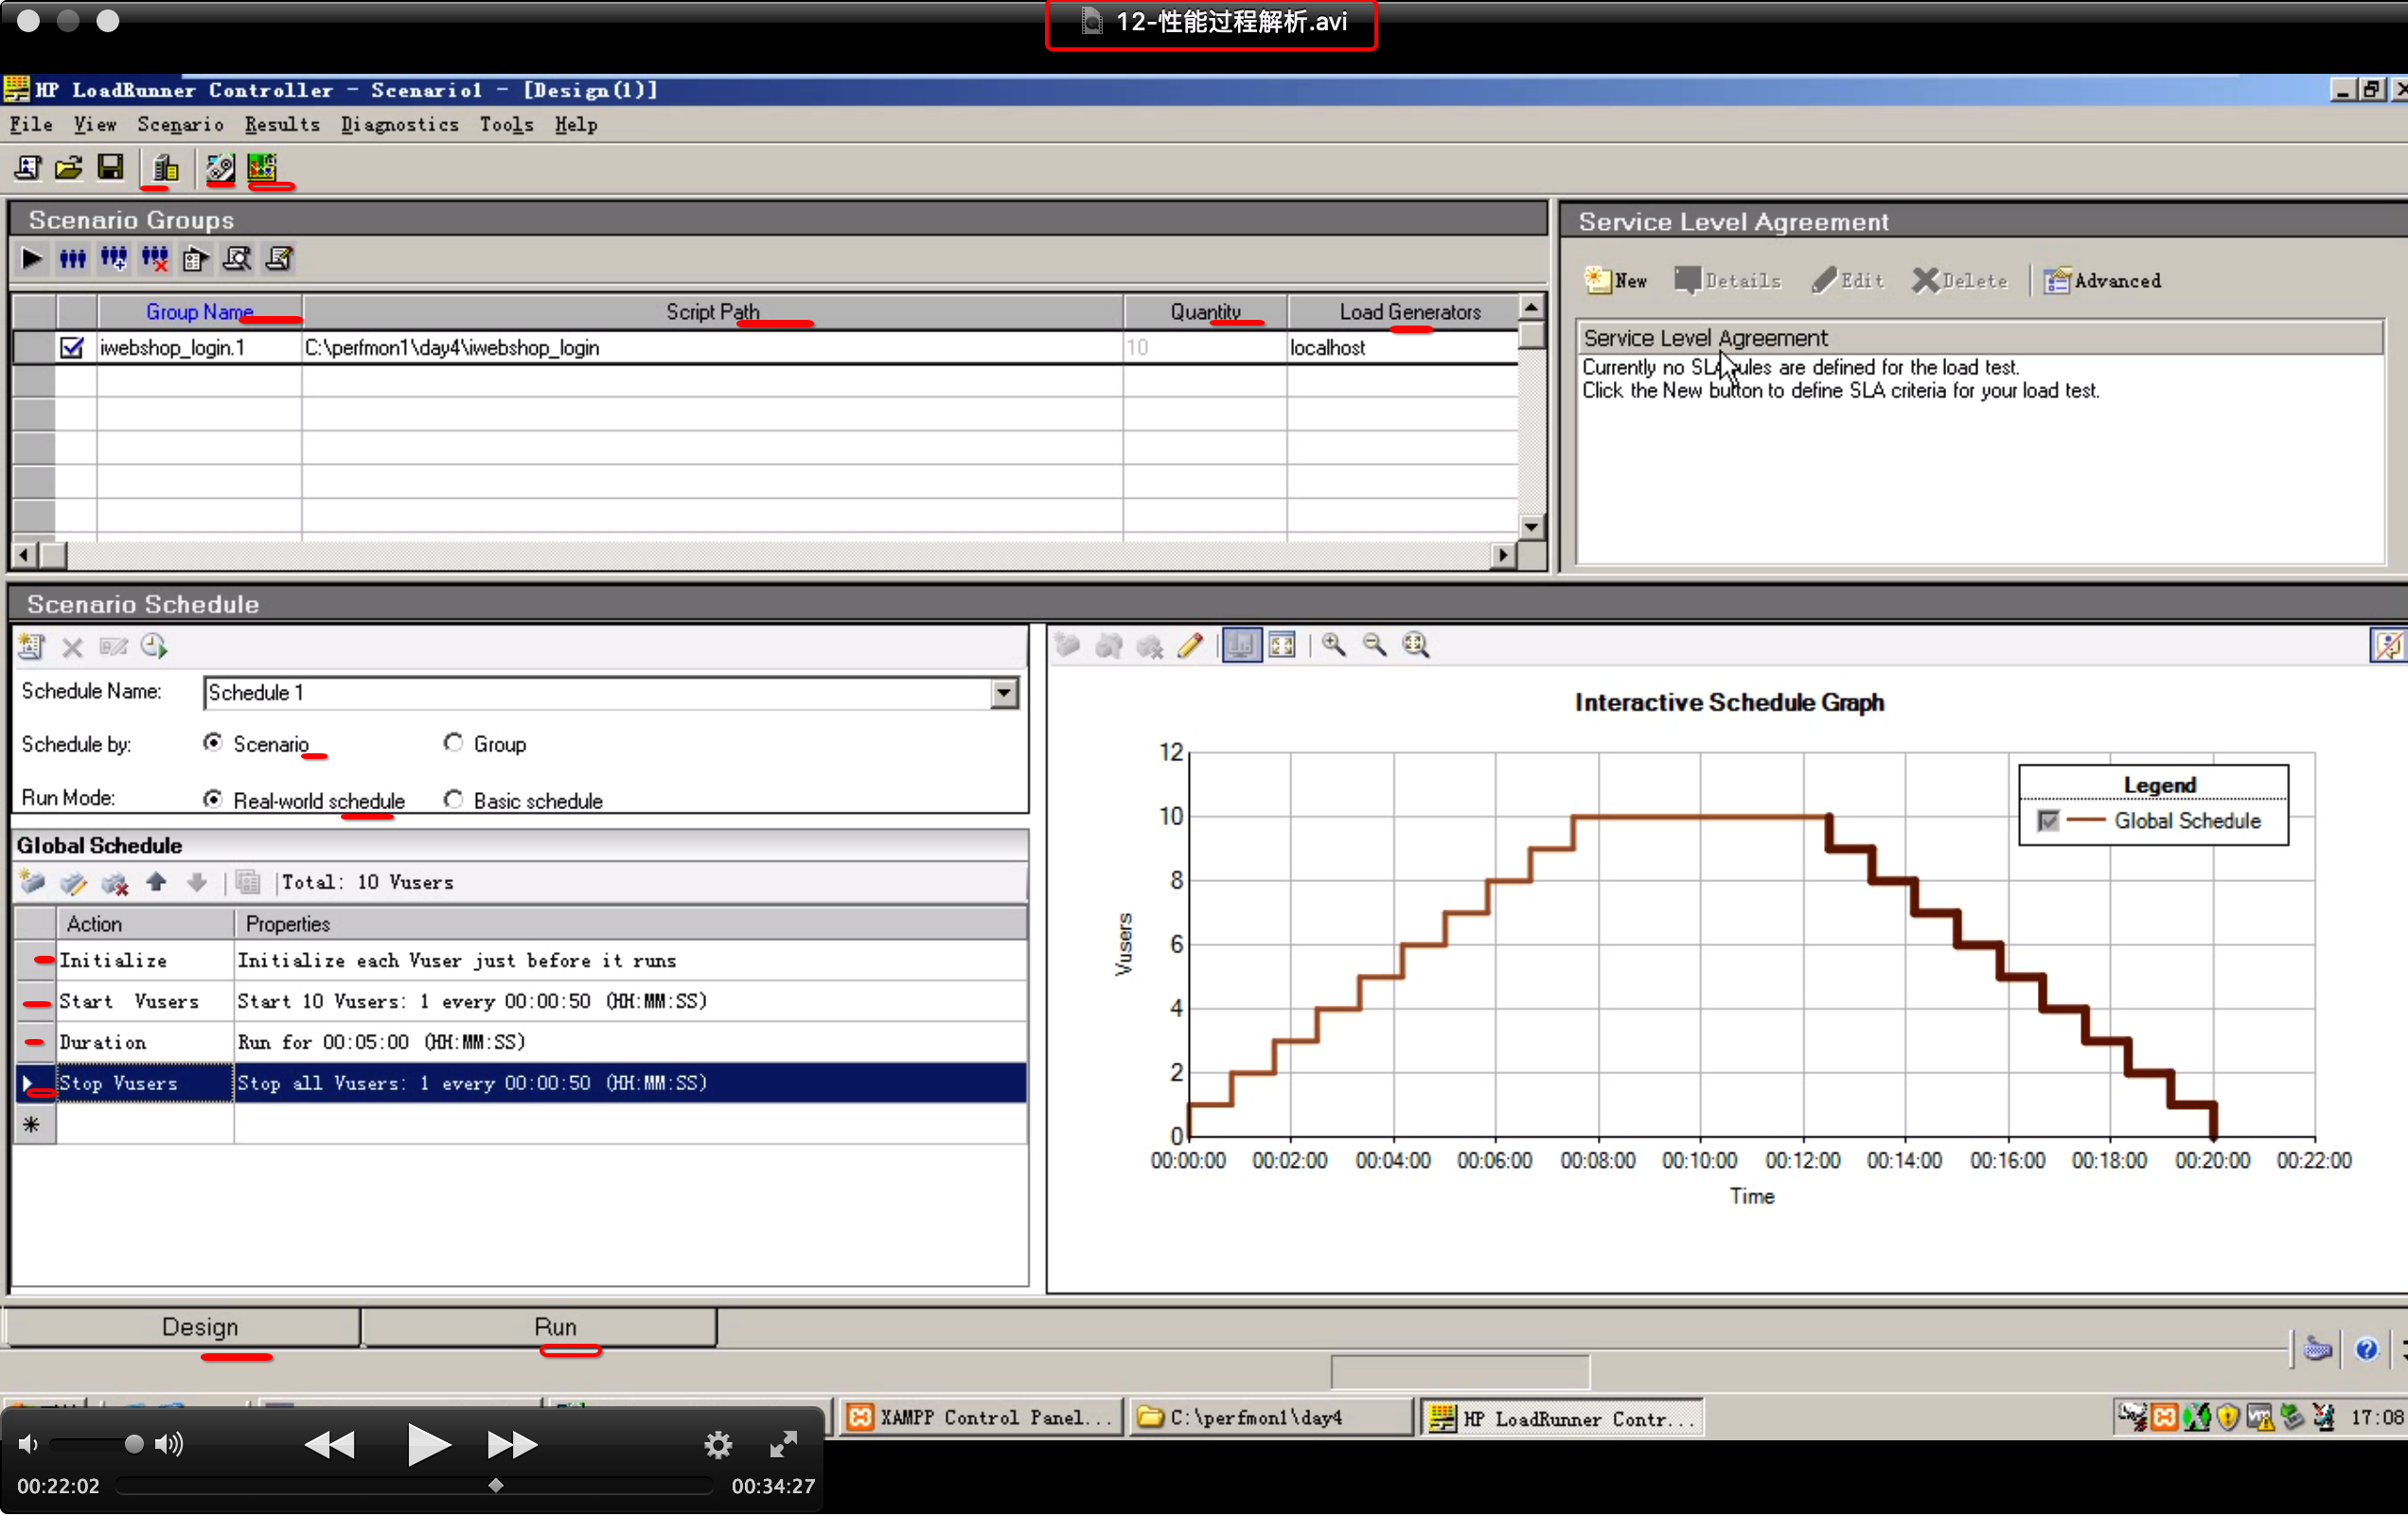 12-性能过程解析.avi
HP LoadRunner Controller - Scenario1 - [Design(1)]
File View Scenario Results Diagnostics Tools Help
Scenario Groups
Group Name Script Path Quantity Load Generators
iwebshop_login.1 C:\perfmon1\day4\iwebshop_login 10 localhost
Service Level Agreement
New Details Edit Delete Advanced
Service Level Agreement
Currently no SLA rules are defined for the load test.
Click the New button to define SLA criteria for your load test.
Scenario Schedule
Schedule Name: Schedule 1
Schedule by: Scenario Group
Run Mode: Real-world schedule Basic schedule
Global Schedule
Total: 10 Vusers
Action Properties
Initialize Initialize each Vuser just before it runs
Start Vusers Start 10 Vusers: 1 every 00:00:50 (HH:MM:SS)
Duration Run for 00:05:00 (HH:MM:SS)
Stop Vusers Stop all Vusers: 1 every 00:00:50 (HH:MM:SS)
Interactive Schedule Graph
Legend
Global Schedule
12
10
8
6
4
2
0
Vusers
00:00:00 00:02:00 00:04:00 00:06:00 00:08:00 00:10:00 00:12:00 00:14:00 00:16:00 00:18:00 00:20:00 00:22:00
Time
Design Run
XAMPP Control Panel... C:\perfmon1\day4 HP LoadRunner Contr... 17:08
00:22:02 00:34:27